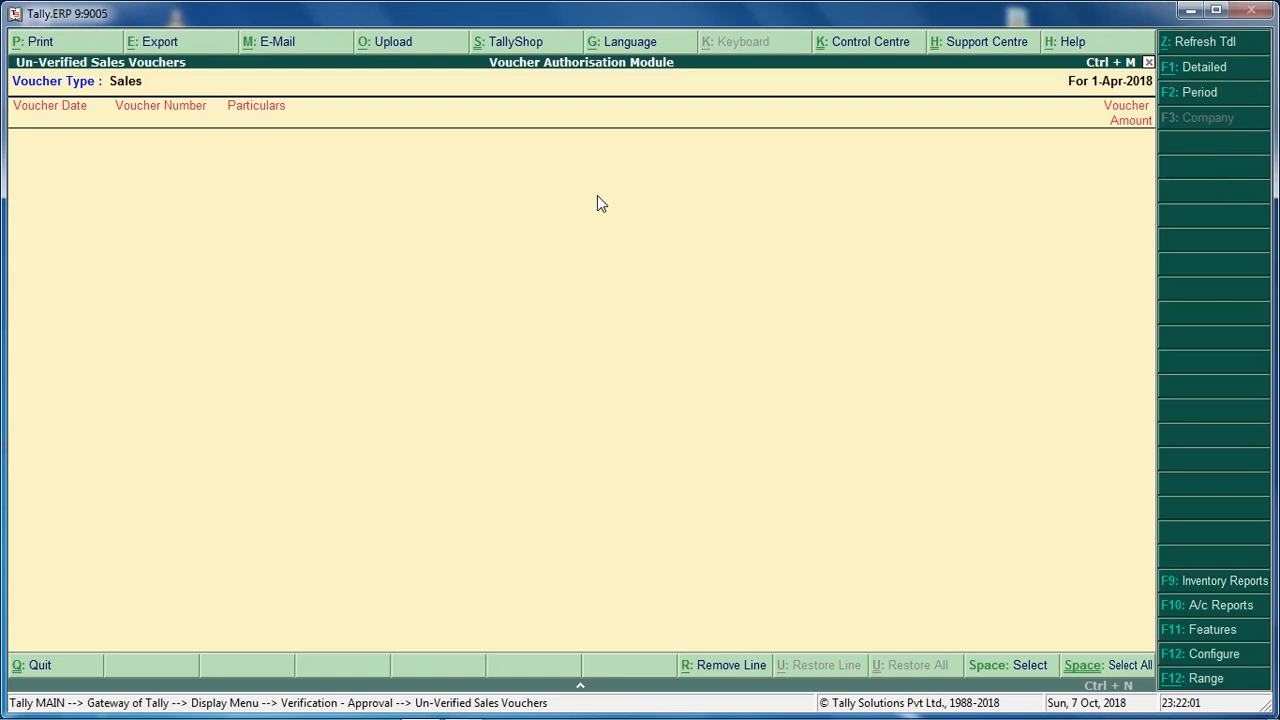 Tally.ERP 9:9005
P: Print E: Export M: E-Mail O: Upload S: TallyShop G: Language K: Keyboard K: Control Centre H: Support Centre H: Help
Un-Verified Sales Vouchers Voucher Authorisation Module Ctrl + M
Voucher Type : Sales For 1-Apr-2018
Voucher Date Voucher Number Particulars Voucher
Amount
Z: Refresh Tdl
F1: Detailed
F2: Period
F3: Company
F9: Inventory Reports
F10: A/c Reports
F11: Features
F12: Configure
F12: Range
Q: Quit R: Remove Line U: Restore Line U: Restore All Space: Select Space: Select All
Ctrl + N
Tally MAIN --> Gateway of Tally --> Display Menu --> Verification - Approval --> Un-Verified Sales Vouchers © Tally Solutions Pvt Ltd., 1988-2018 Sun, 7 Oct, 2018 23:22:01